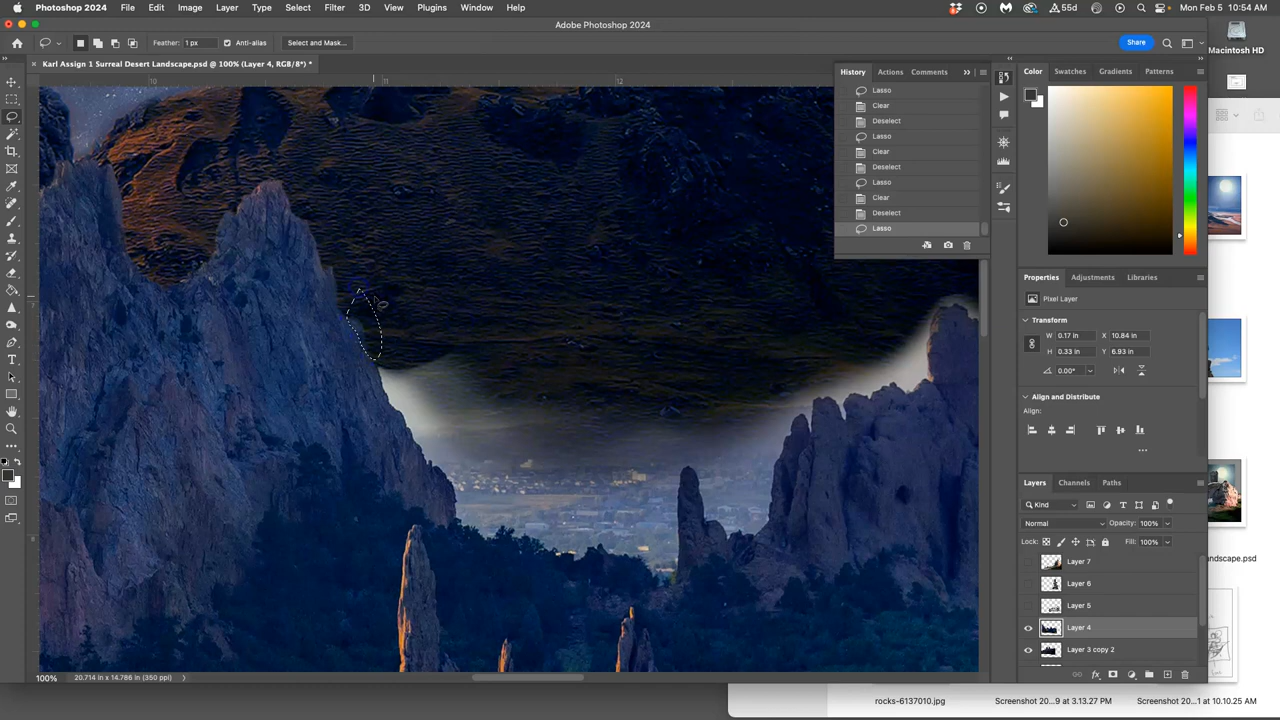 Photoshop 2024 File Edit Image Layer Type Select Filter 3D View Plugins Window Help 55d Mon Feb 5 10:54 AM
Adobe Photoshop 2024
Feather: 1 px Anti-alias Select and Mask... Share
Macintosh HD
Karl Assign 1 Surreal Desert Landscape.psd @ 100% (Layer 4, RGB/8*) *
10 11 12
History Actions Comments
Lasso
Clear
Deselect
Lasso
Clear
Deselect
Lasso
Clear
Deselect
Lasso
Color Swatches Gradients Patterns
Properties Adjustments Libraries
Pixel Layer
Transform
W 0.17 in X 10.84 in
H 0.33 in Y 6.93 in
0.00°
Align and Distribute
Align:
Layers Channels Paths
Kind
Normal Opacity: 100%
Lock: Fill: 100%
Layer 7
Layer 6
Layer 5
Layer 4
Layer 3 copy 2
ndscape.psd
100% 20.714 in x 14.786 in (350 ppi)
rocks-6137010.jpg Screenshot 20...9 at 3.13.27 PM Screenshot 20...1 at 10.10.25 AM